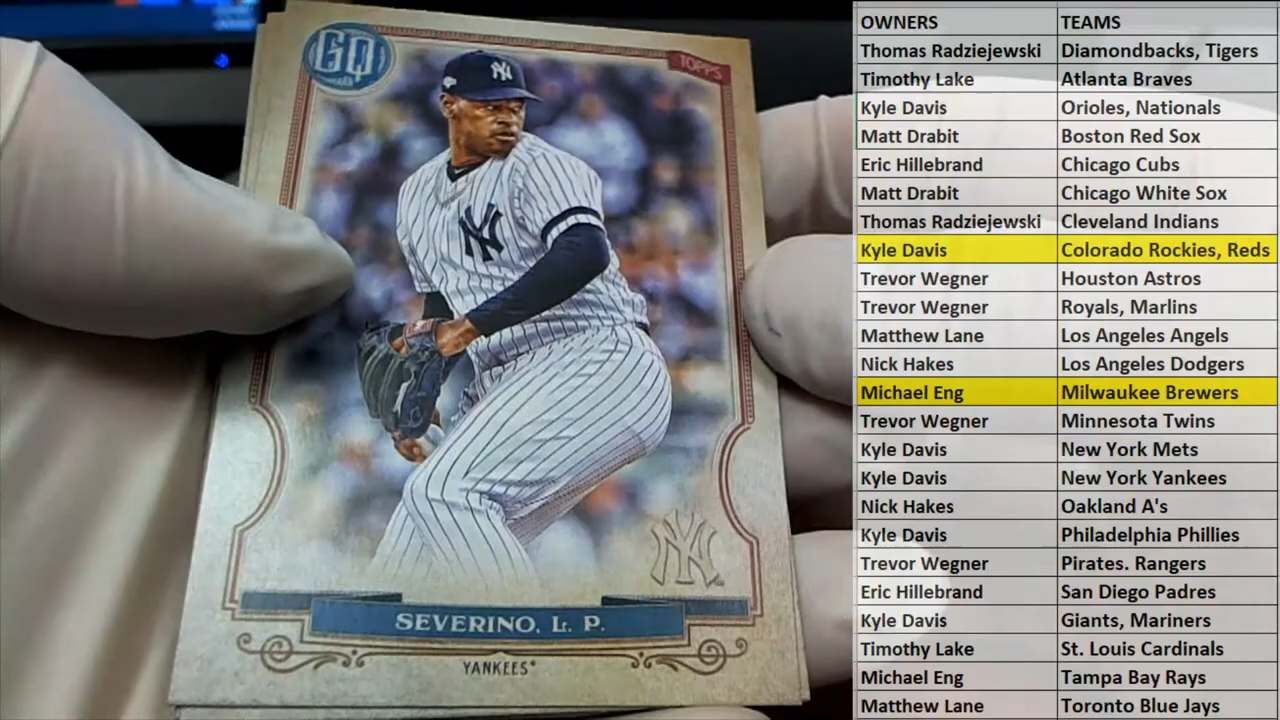 GQ
TOPPS
NY
NY
NY
SEVERINO, L. P.
YANKEES
OWNERS TEAMS
Thomas Radziejewski Diamondbacks, Tigers
Timothy Lake Atlanta Braves
Kyle Davis Orioles, Nationals
Matt Drabit Boston Red Sox
Eric Hillebrand Chicago Cubs
Matt Drabit Chicago White Sox
Thomas Radziejewski Cleveland Indians
Kyle Davis Colorado Rockies, Reds
Trevor Wegner Houston Astros
Trevor Wegner Royals, Marlins
Matthew Lane Los Angeles Angels
Nick Hakes Los Angeles Dodgers
Michael Eng Milwaukee Brewers
Trevor Wegner Minnesota Twins
Kyle Davis New York Mets
Kyle Davis New York Yankees
Nick Hakes Oakland A's
Kyle Davis Philadelphia Phillies
Trevor Wegner Pirates. Rangers
Eric Hillebrand San Diego Padres
Kyle Davis Giants, Mariners
Timothy Lake St. Louis Cardinals
Michael Eng Tampa Bay Rays
Matthew Lane Toronto Blue Jays